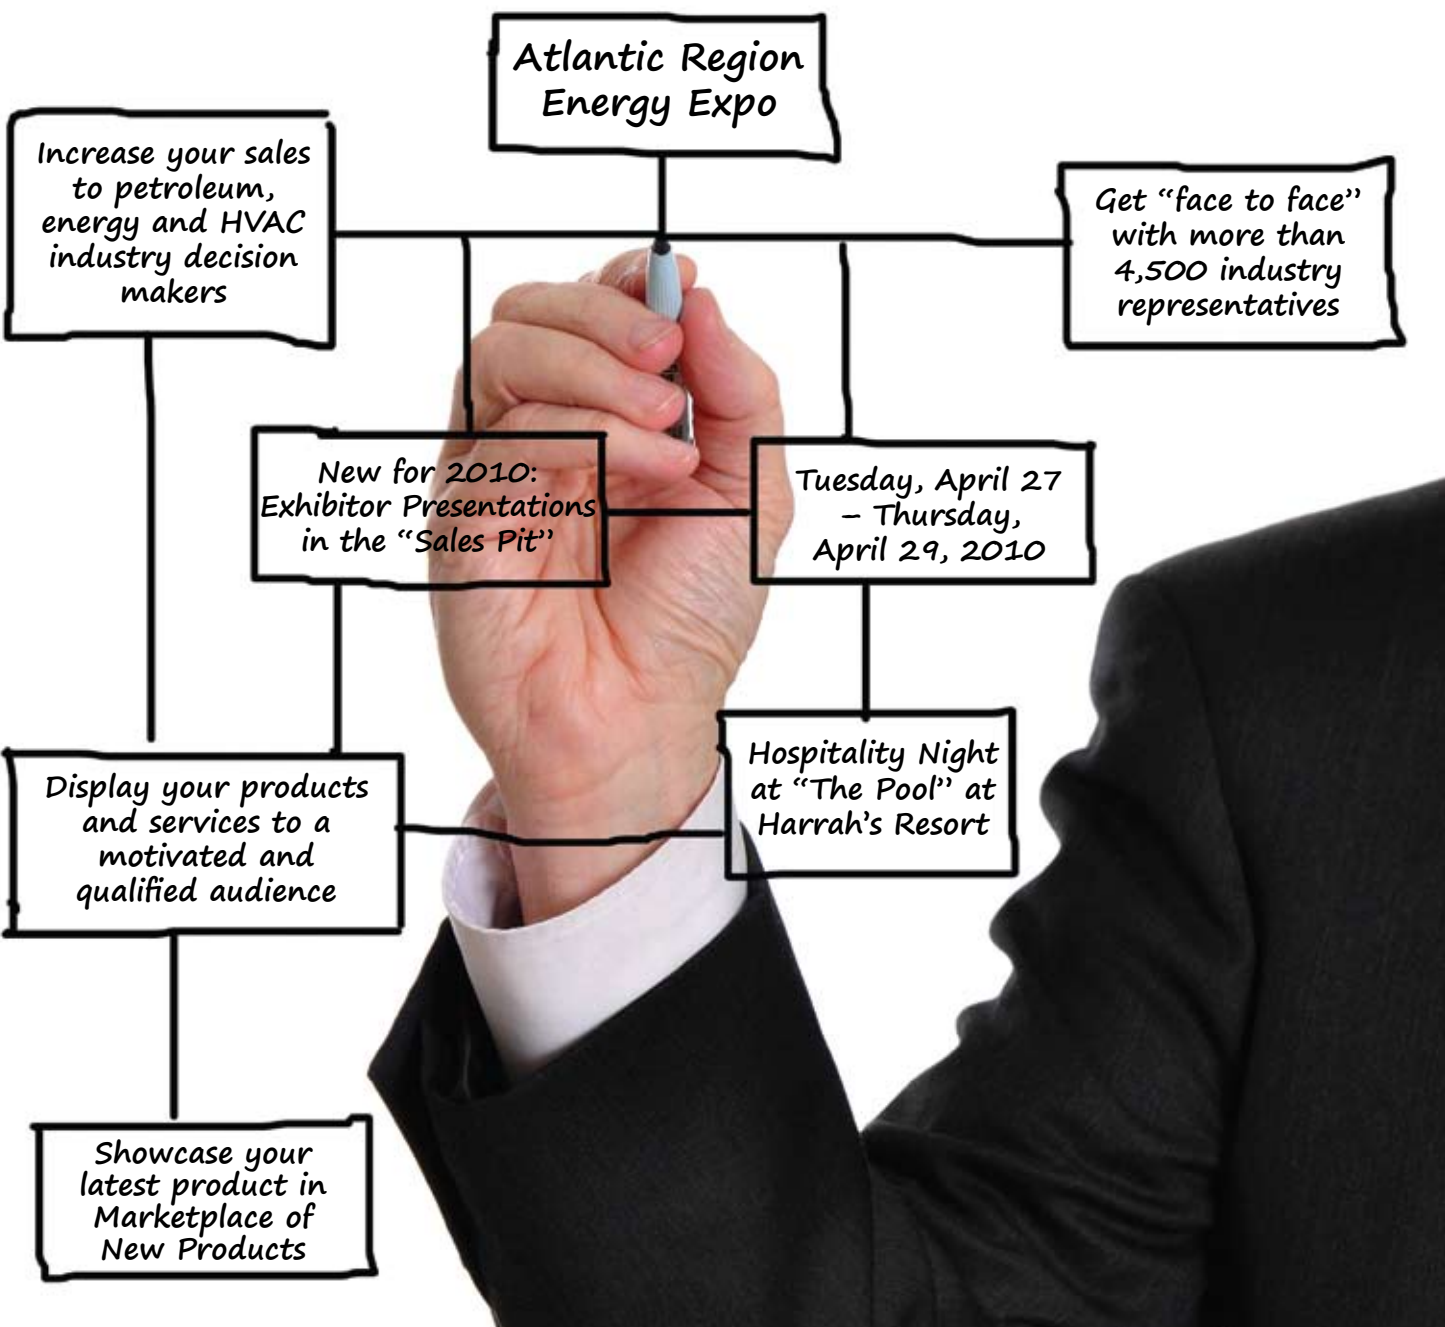 Atlantic Region
Energy Expo
Increase your sales
to petroleum,
energy and HVAC
industry decision
makers
Get “face to face”
with more than
4,500 industry
representatives
New for 2010:
Exhibitor Presentations
in the “Sales Pit”
Tuesday, April 27
– Thursday,
April 29, 2010
Hospitality Night
at “The Pool” at
Harrah’s Resort
Display your products
and services to a
motivated and
qualified audience
Showcase your
latest product in
Marketplace of
New Products